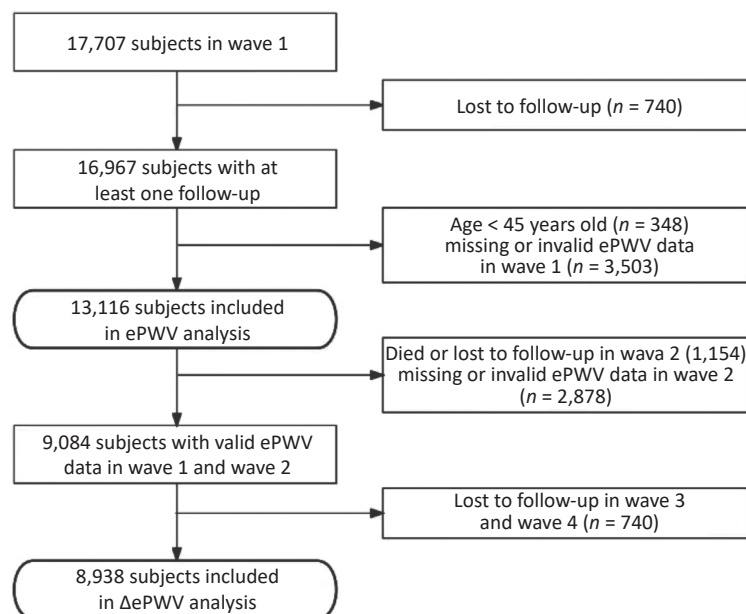 17,707 subjects in wave 1
Lost to follow-up (n = 740)
16,967 subjects with at
least one follow-up
Age < 45 years old (n = 348)
missing or invalid ePWV data
in wave 1 (n = 3,503)
13,116 subjects included
in ePWV analysis
Died or lost to follow-up in wava 2 (1,154)
missing or invalid ePWV data in wave 2
(n = 2,878)
9,084 subjects with valid ePWV
data in wave 1 and wave 2
Lost to follow-up in wave 3
and wave 4 (n = 740)
8,938 subjects included
in ΔePWV analysis